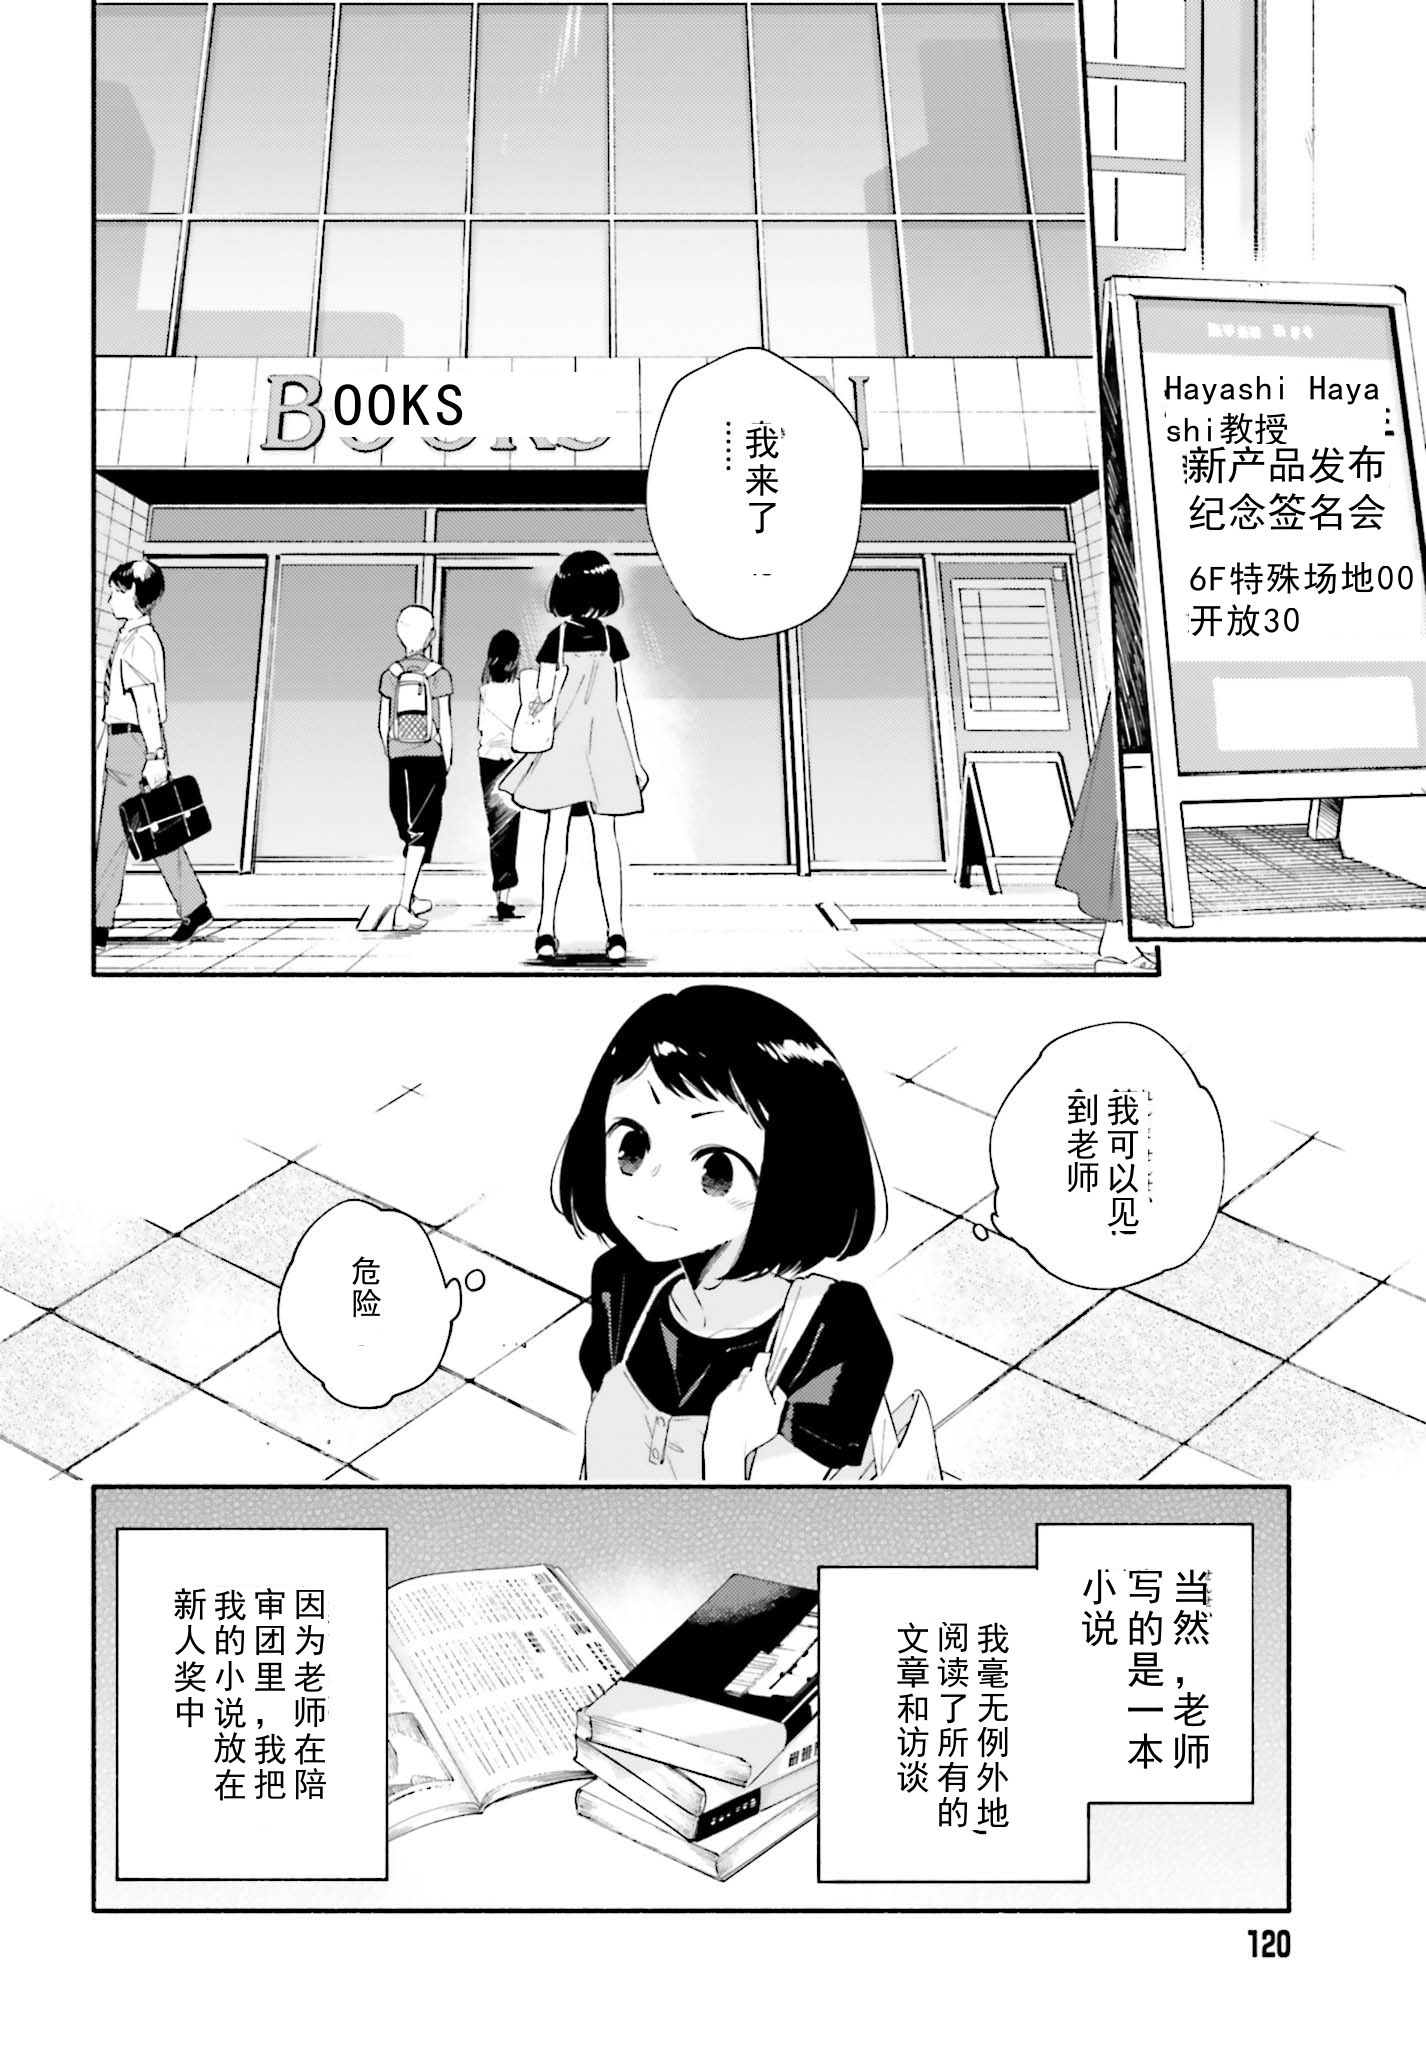 Hayashi Haya
shi教授
新产品发布
纪念签名会
6F特殊场地00
开放30
BOOKS
我来了
……
我可以见
到老师
危险
当然，老师
写的是一本
小说
我毫无例外地
阅读了所有的
文章和访谈
因为老师在陪
审团里，我把
我的小说放在
新人奖中
120